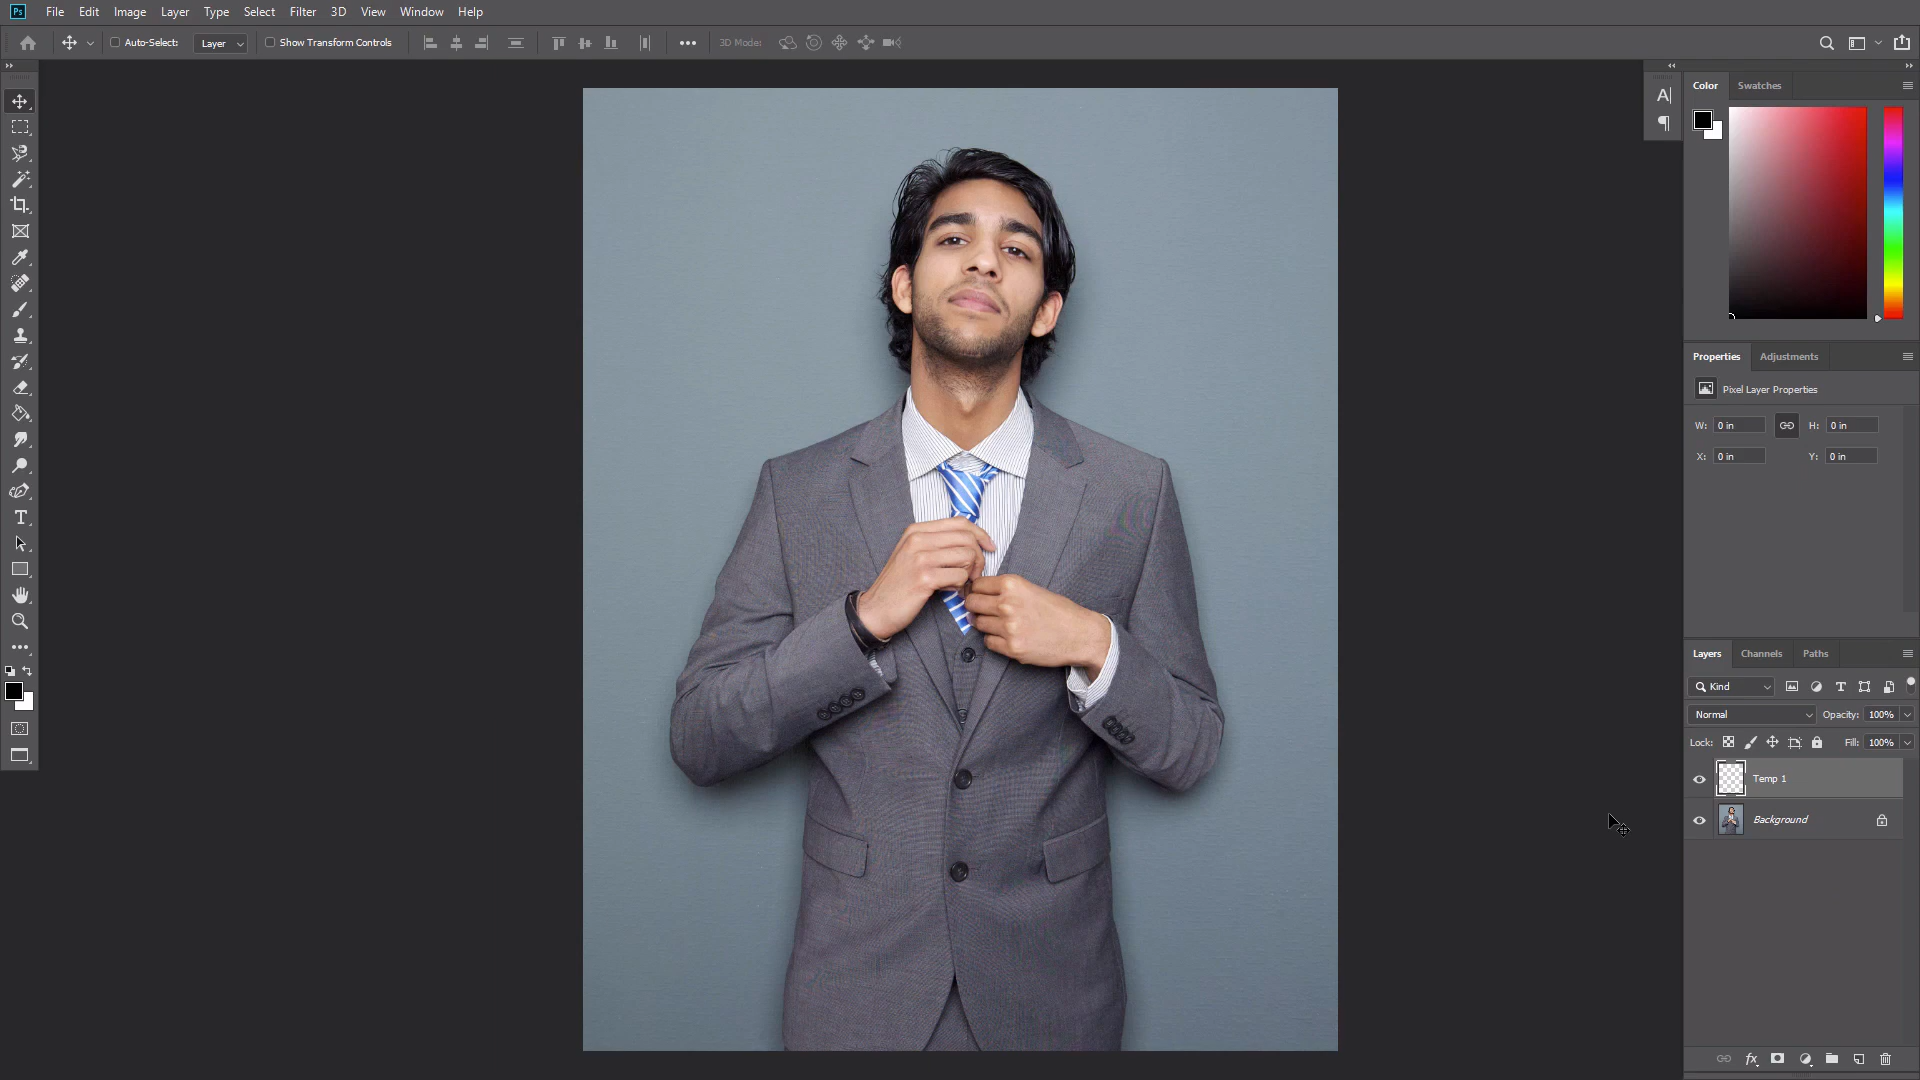 Ps File Edit Image Layer Type Select Filter 3D View Window Help
Auto-Select: Layer Show Transform Controls 3D Mode:
Color Swatches
Properties Adjustments
Pixel Layer Properties
W: 0 in H: 0 in
X: 0 in Y: 0 in
Layers Channels Paths
Kind
Normal Opacity: 100%
Lock: Fill: 100%
Temp 1
Background
fx